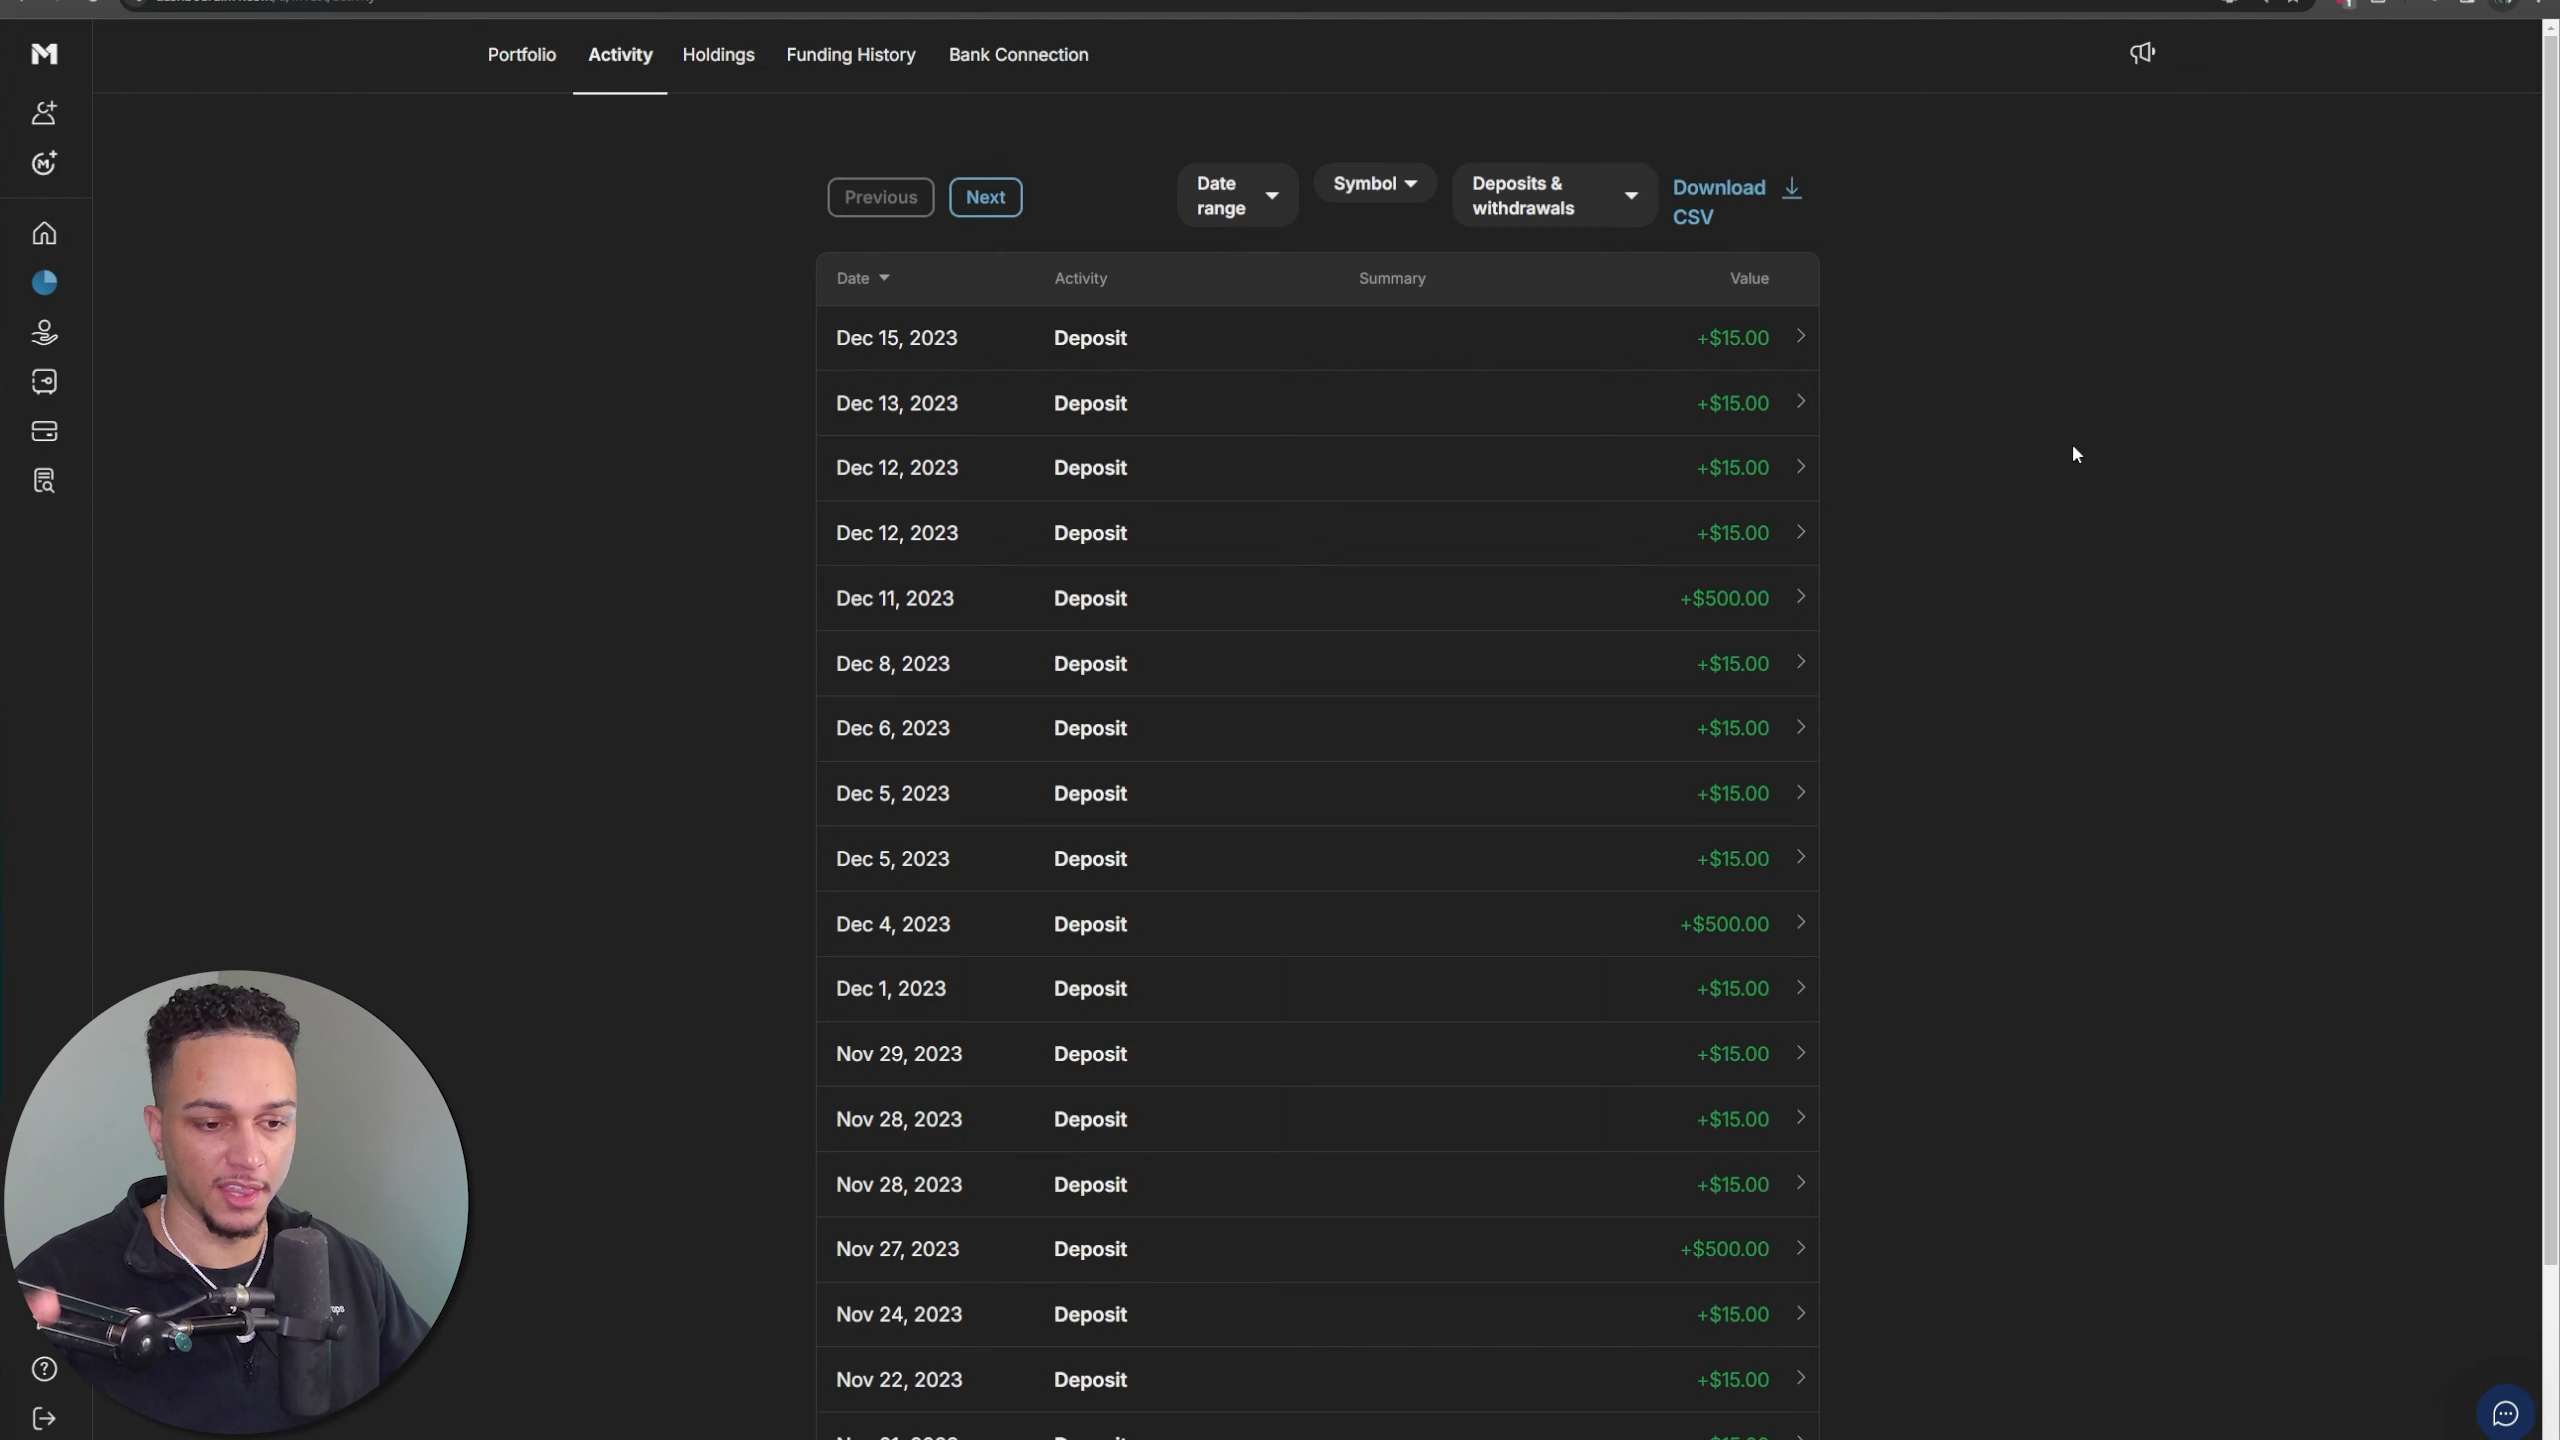 Portfolio Activity Holdings Funding History Bank Connection
Previous Next Date range Symbol Deposits & withdrawals Download CSV
Date Activity Summary Value
Dec 15, 2023 Deposit +$15.00
Dec 13, 2023 Deposit +$15.00
Dec 12, 2023 Deposit +$15.00
Dec 12, 2023 Deposit +$15.00
Dec 11, 2023 Deposit +$500.00
Dec 8, 2023 Deposit +$15.00
Dec 6, 2023 Deposit +$15.00
Dec 5, 2023 Deposit +$15.00
Dec 5, 2023 Deposit +$15.00
Dec 4, 2023 Deposit +$500.00
Dec 1, 2023 Deposit +$15.00
Nov 29, 2023 Deposit +$15.00
Nov 28, 2023 Deposit +$15.00
Nov 28, 2023 Deposit +$15.00
Nov 27, 2023 Deposit +$500.00
Nov 24, 2023 Deposit +$15.00
Nov 22, 2023 Deposit +$15.00